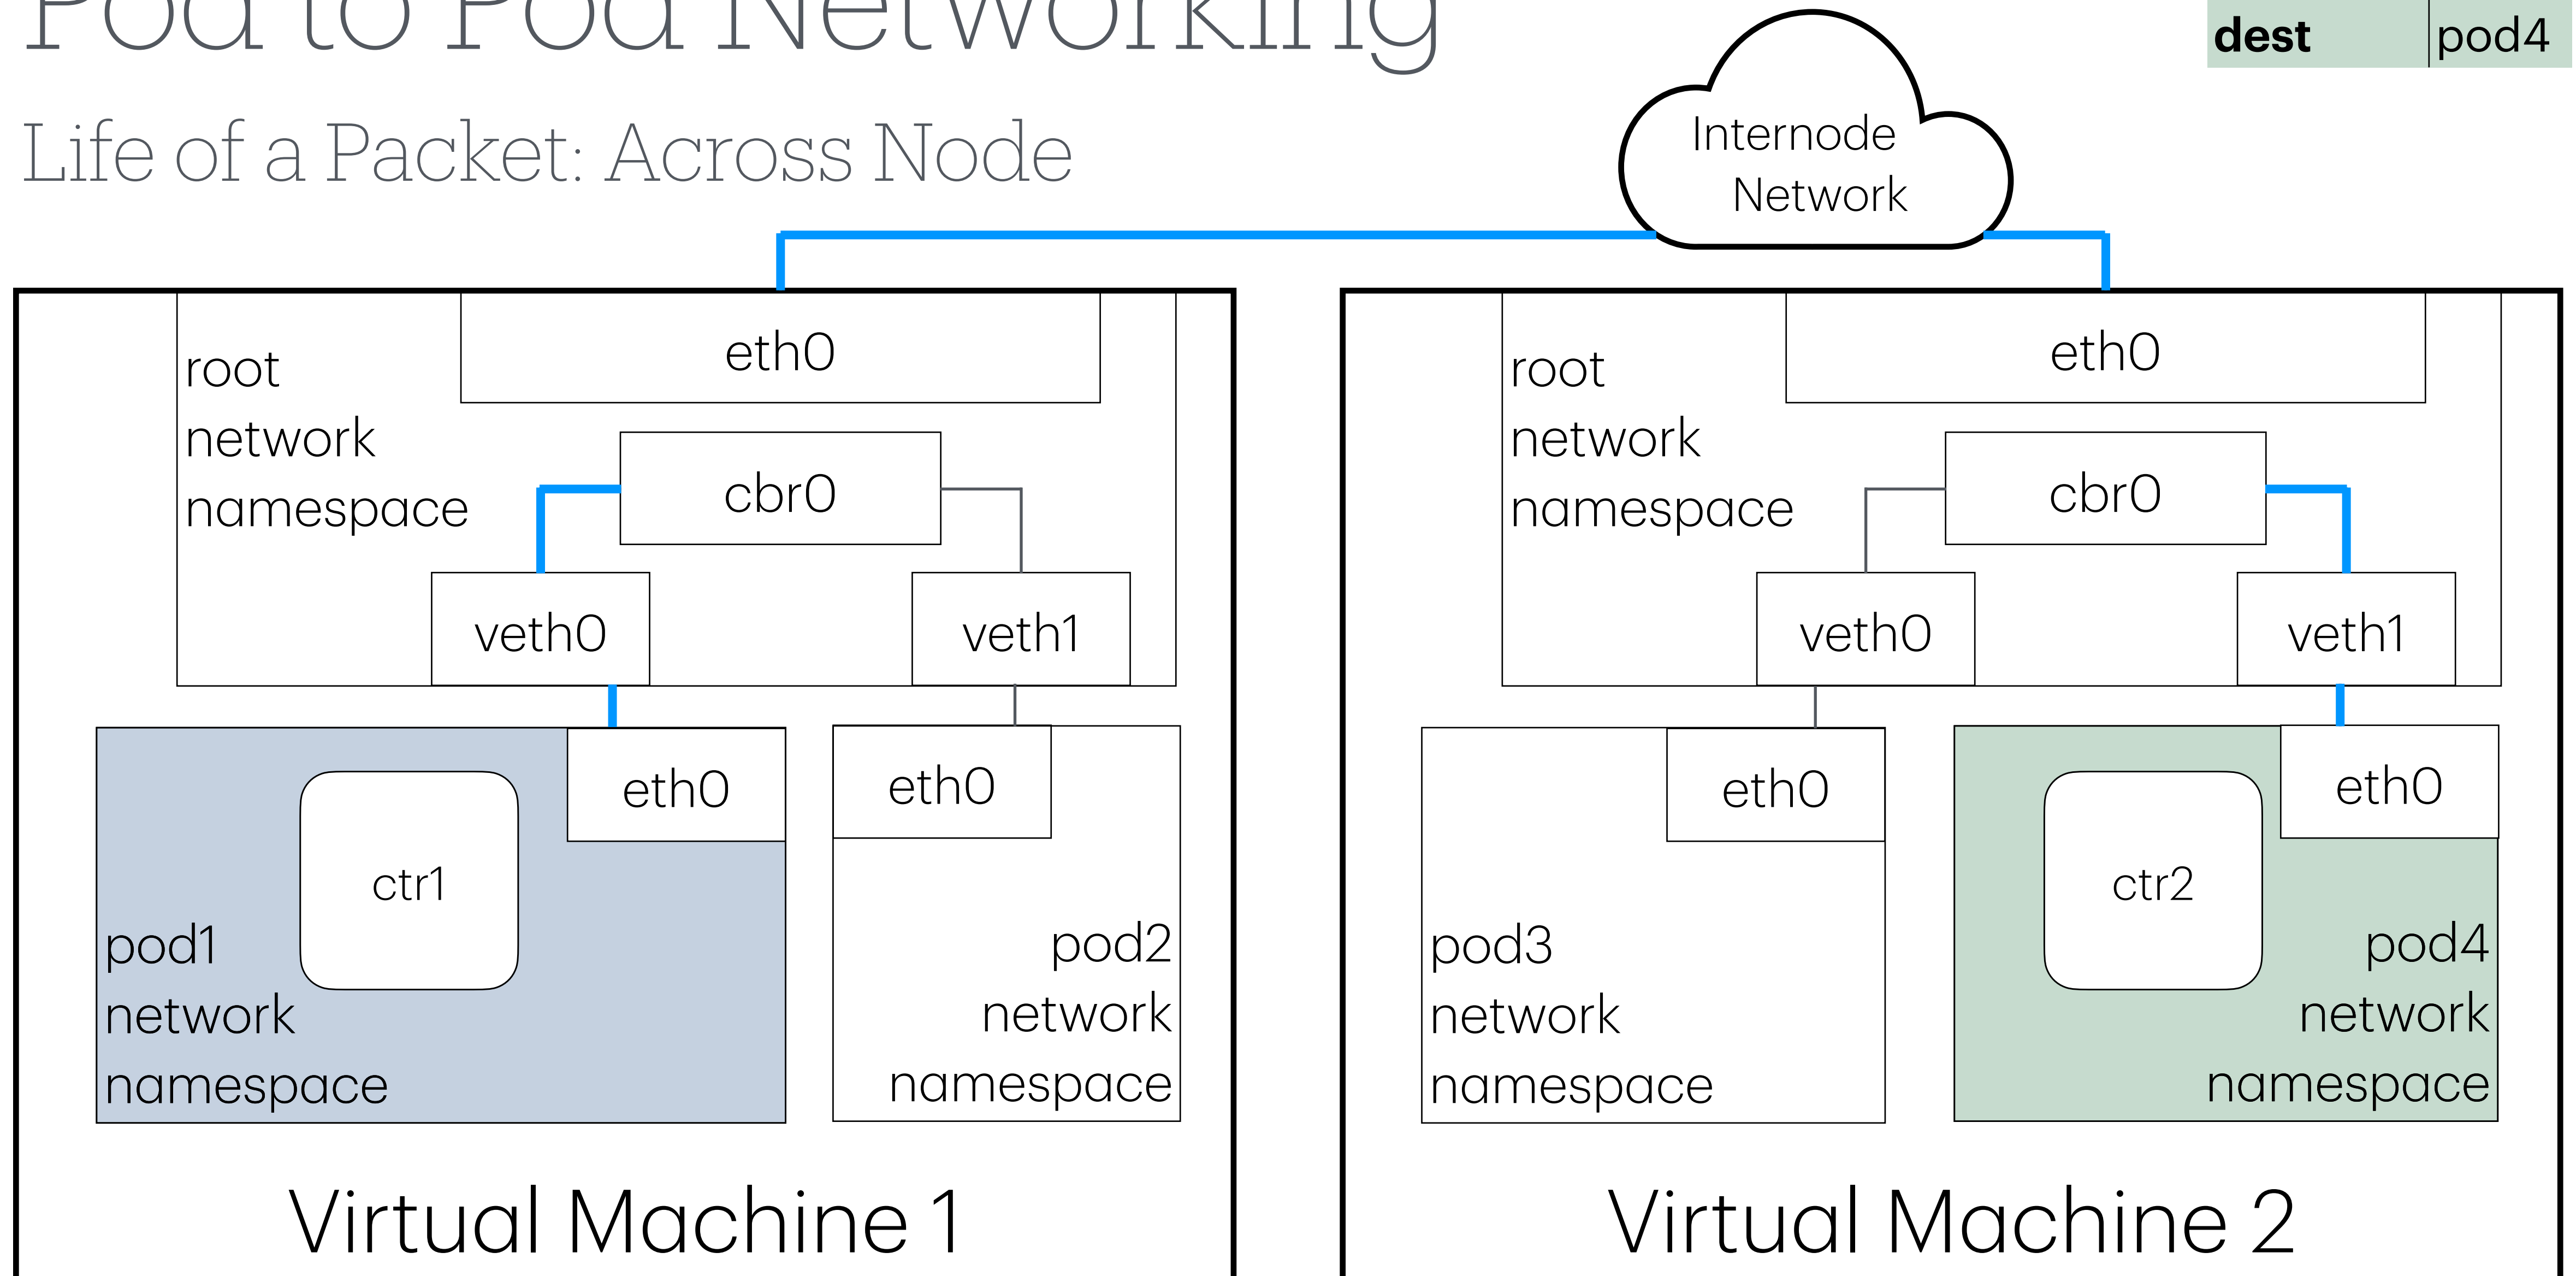 Pod to Pod Networking
dest pod4
Life of a Packet: Across Node
Internode
Network
eth0
root
network
namespace
cbr0
veth0
veth1
eth0
ctr1
pod1
network
namespace
eth0
pod2
network
namespace
Virtual Machine 1
eth0
root
network
namespace
cbr0
veth0
veth1
eth0
pod3
network
namespace
eth0
ctr2
pod4
network
namespace
Virtual Machine 2